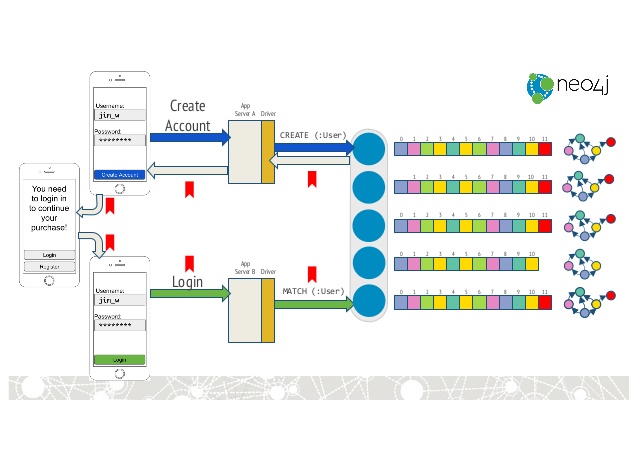 neo4j
Create
Account
App
Server A Driver
CREATE (:User)
Username:
jim_w
Password:
********
Create Account
You need
to login in
to continue
your
purchase!
Login
Register
Login
App
Server B Driver
MATCH (:User)
Username:
jim_w
Password:
********
Login
0 1 2 3 4 5 6 7 8 9 10 11
1 2 3 4 5 6 7 8 9 10 11
0 1 2 3 4 5 6 7 8 9 10 11
0 1 2 3 4 5 6 7 8 9 10
0 1 2 3 4 5 6 7 8 9 10 11